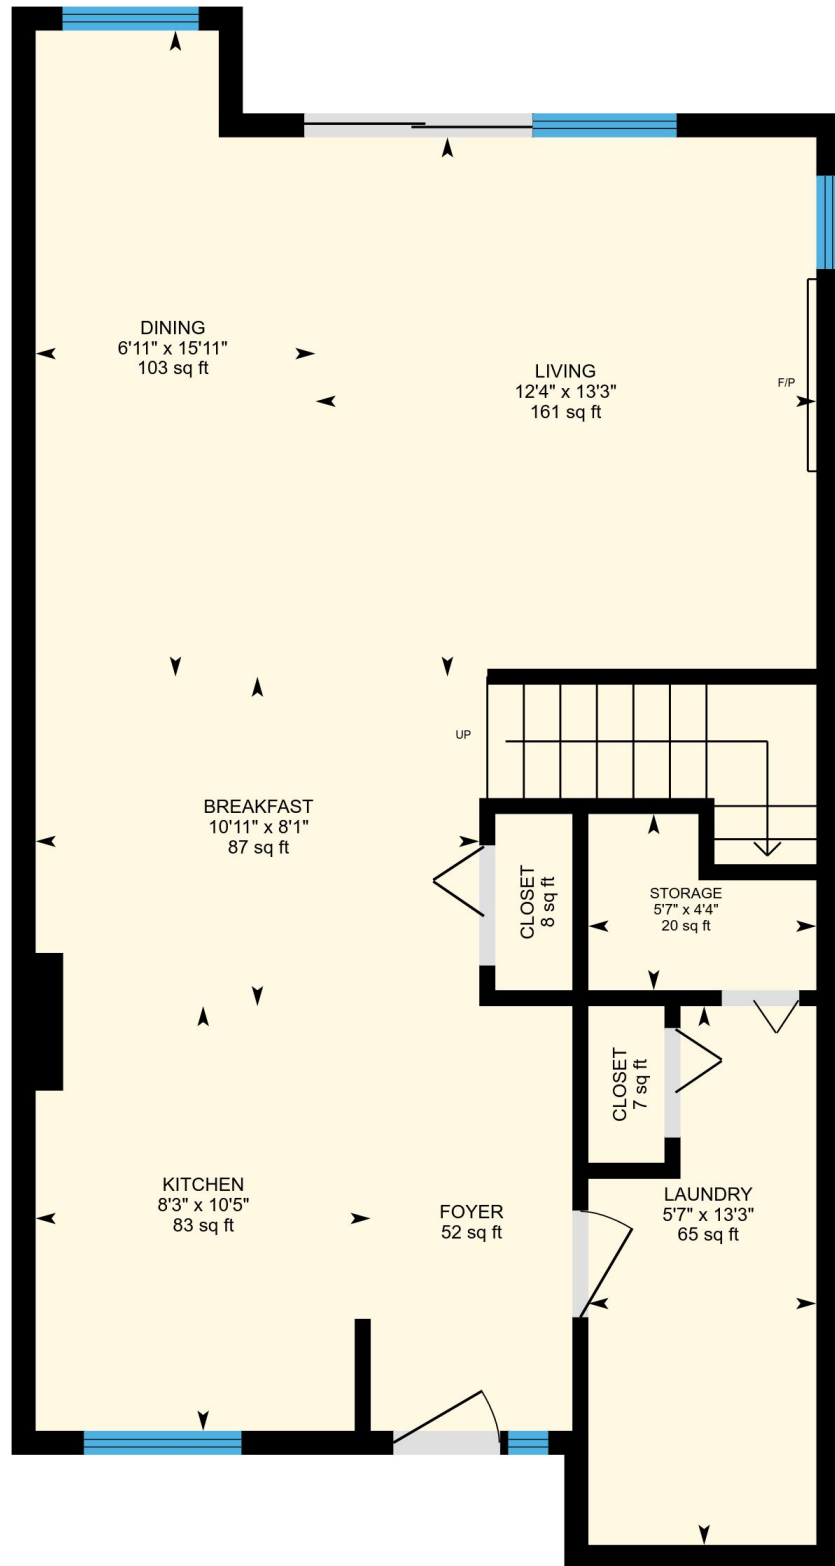 DINING
6'11" x 15'11"
103 sq ft
LIVING
12'4" x 13'3"
161 sq ft
F/P
UP
BREAKFAST
10'11" x 8'1"
87 sq ft
CLOSET
8 sq ft
STORAGE
5'7" x 4'4"
20 sq ft
CLOSET
7 sq ft
KITCHEN
8'3" x 10'5"
83 sq ft
FOYER
52 sq ft
LAUNDRY
5'7" x 13'3"
65 sq ft